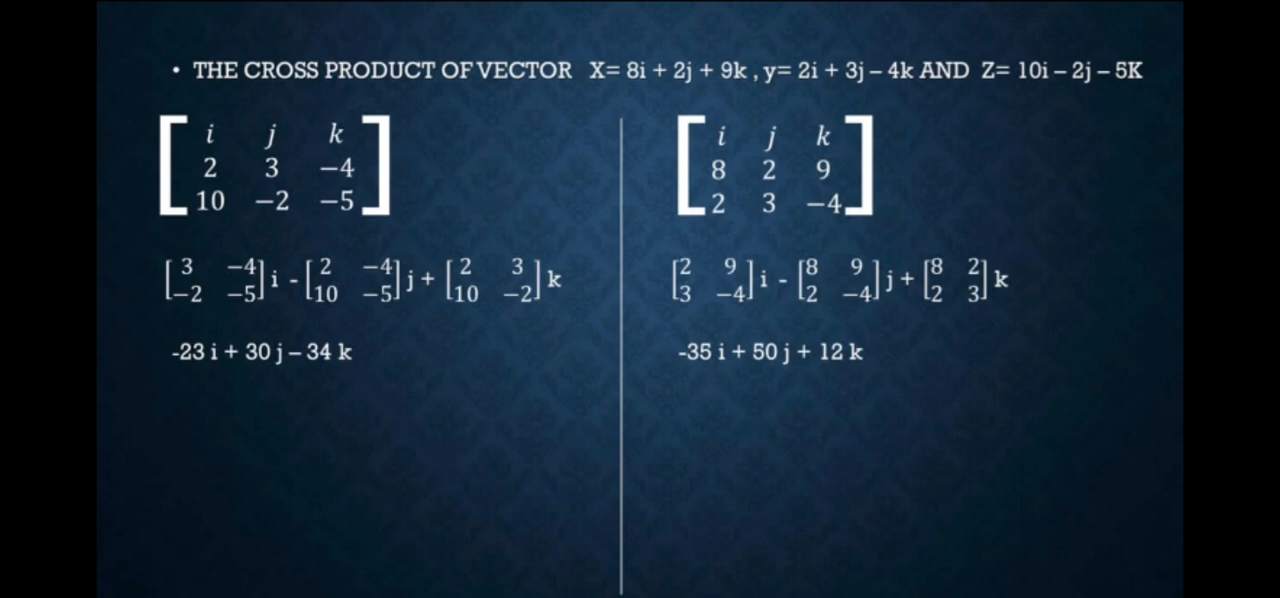 • THE CROSS PRODUCT OF VECTOR X= 8i + 2j + 9k , y= 2i + 3j – 4k AND Z= 10i – 2j – 5K
i j k
2 3 −4
10 −2 −5
[3 −4
−2 −5] i - [2 −4
10 −5] j + [2 3
10 −2] k
-23 i + 30 j – 34 k
i j k
8 2 9
2 3 −4
[2 9
3 −4] i - [8 9
2 −4] j + [8 2
2 3] k
-35 i + 50 j + 12 k